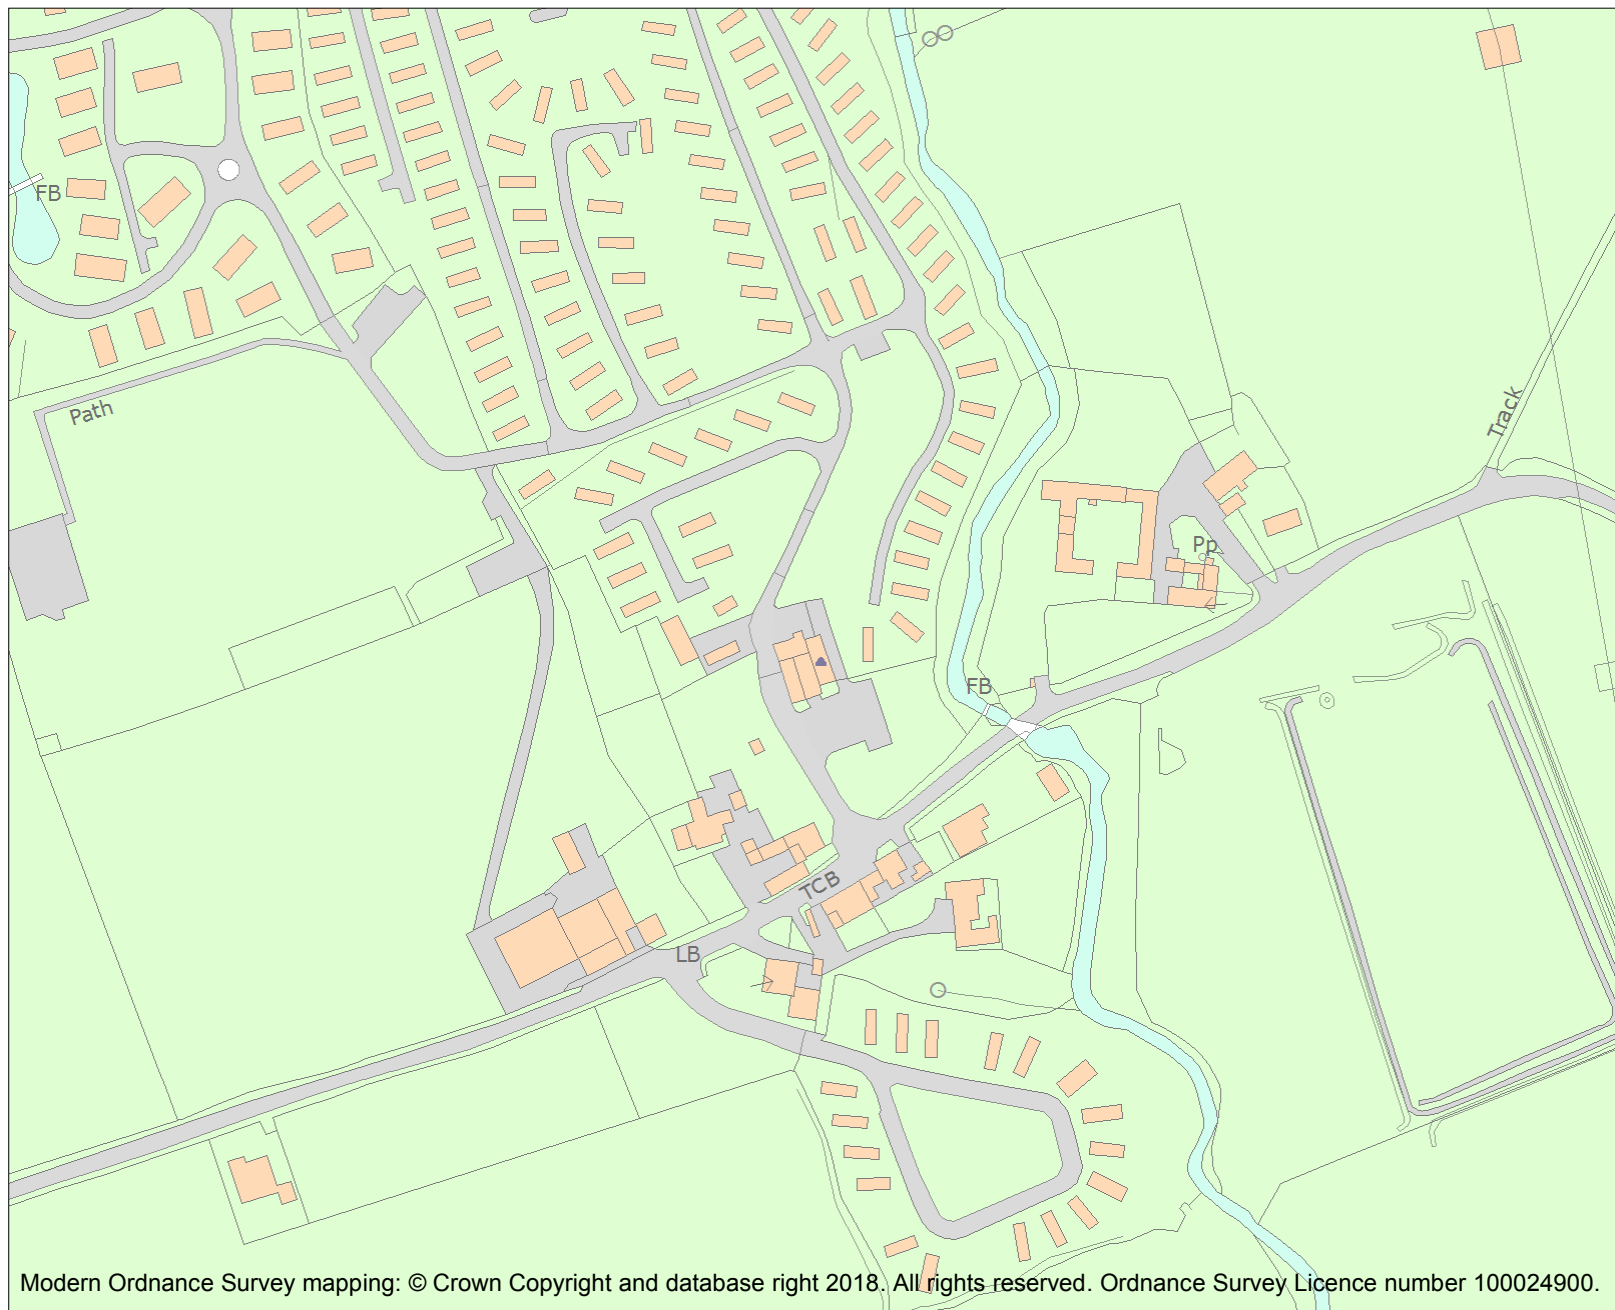 FB
Path
Track
Pp
FB
TCB
LB
Modern Ordnance Survey mapping: © Crown Copyright and database right 2018. All rights reserved. Ordnance Survey Licence number 100024900.